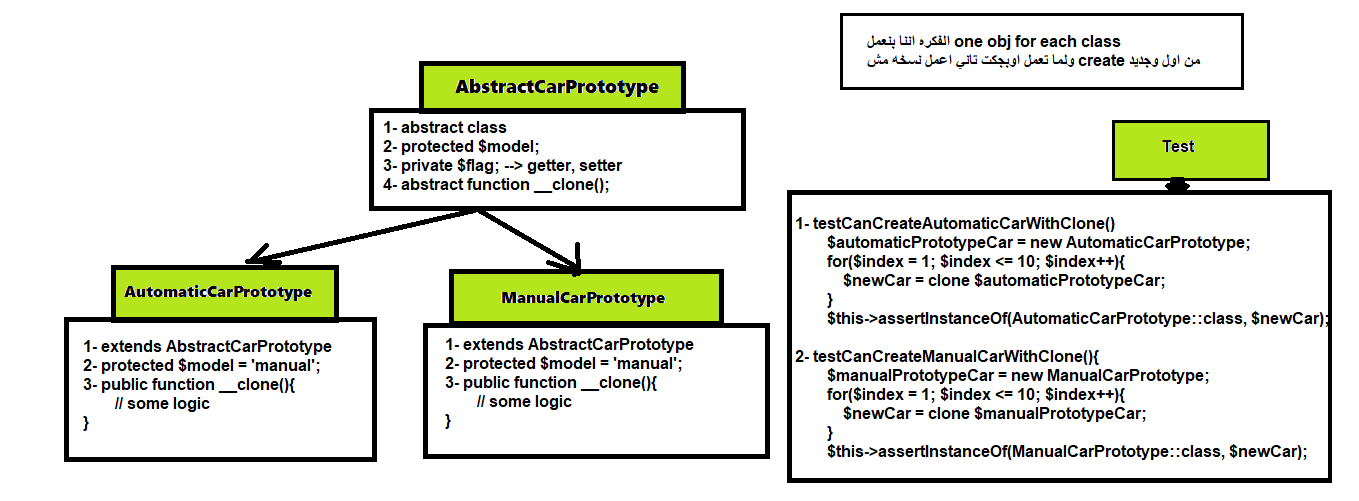 الفكره اننا بنعمل one obj for each class
ولما تعمل اوبجكت تاني اعمل نسخه مش create من اول وجديد
AbstractCarPrototype
1- abstract class
2- protected $model;
3- private $flag; --> getter, setter
4- abstract function __clone();
AutomaticCarPrototype
1- extends AbstractCarPrototype
2- protected $model = 'manual';
3- public function __clone(){
// some logic
}
ManualCarPrototype
1- extends AbstractCarPrototype
2- protected $model = 'manual';
3- public function __clone(){
// some logic
}
Test
1- testCanCreateAutomaticCarWithClone()
$automaticPrototypeCar = new AutomaticCarPrototype;
for($index = 1; $index <= 10; $index++){
$newCar = clone $automaticPrototypeCar;
}
$this->assertInstanceOf(AutomaticCarPrototype::class, $newCar);
2- testCanCreateManualCarWithClone(){
$manualPrototypeCar = new ManualCarPrototype;
for($index = 1; $index <= 10; $index++){
$newCar = clone $manualPrototypeCar;
}
$this->assertInstanceOf(ManualCarPrototype::class, $newCar);